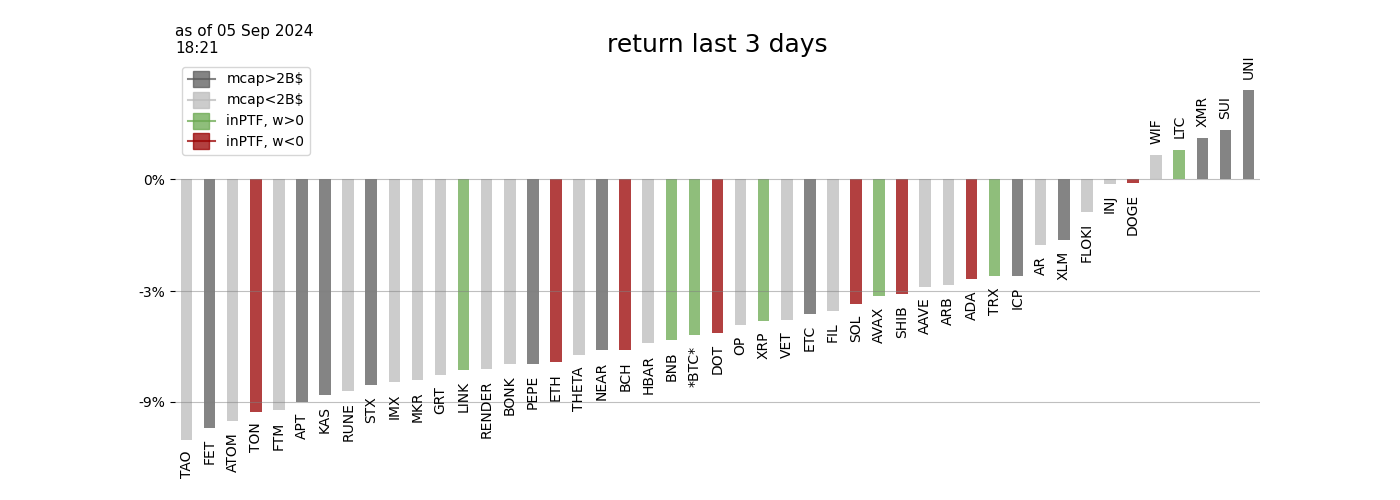 as of 05 Sep 2024
18:21
return last 3 days
mcap>2B$
mcap<2B$
inPTF, w>0
inPTF, w<0
0%
-3%
-9%
TAO
FET
ATOM
TON
FTM
APT
KAS
RUNE
STX
IMX
MKR
GRT
LINK
RENDER
BONK
PEPE
ETH
THETA
NEAR
BCH
HBAR
BNB
*BTC*
DOT
OP
XRP
VET
ETC
FIL
SOL
AVAX
SHIB
AAVE
ARB
ADA
TRX
ICP
AR
XLM
FLOKI
INJ
DOGE
WIF
LTC
XMR
SUI
UNI